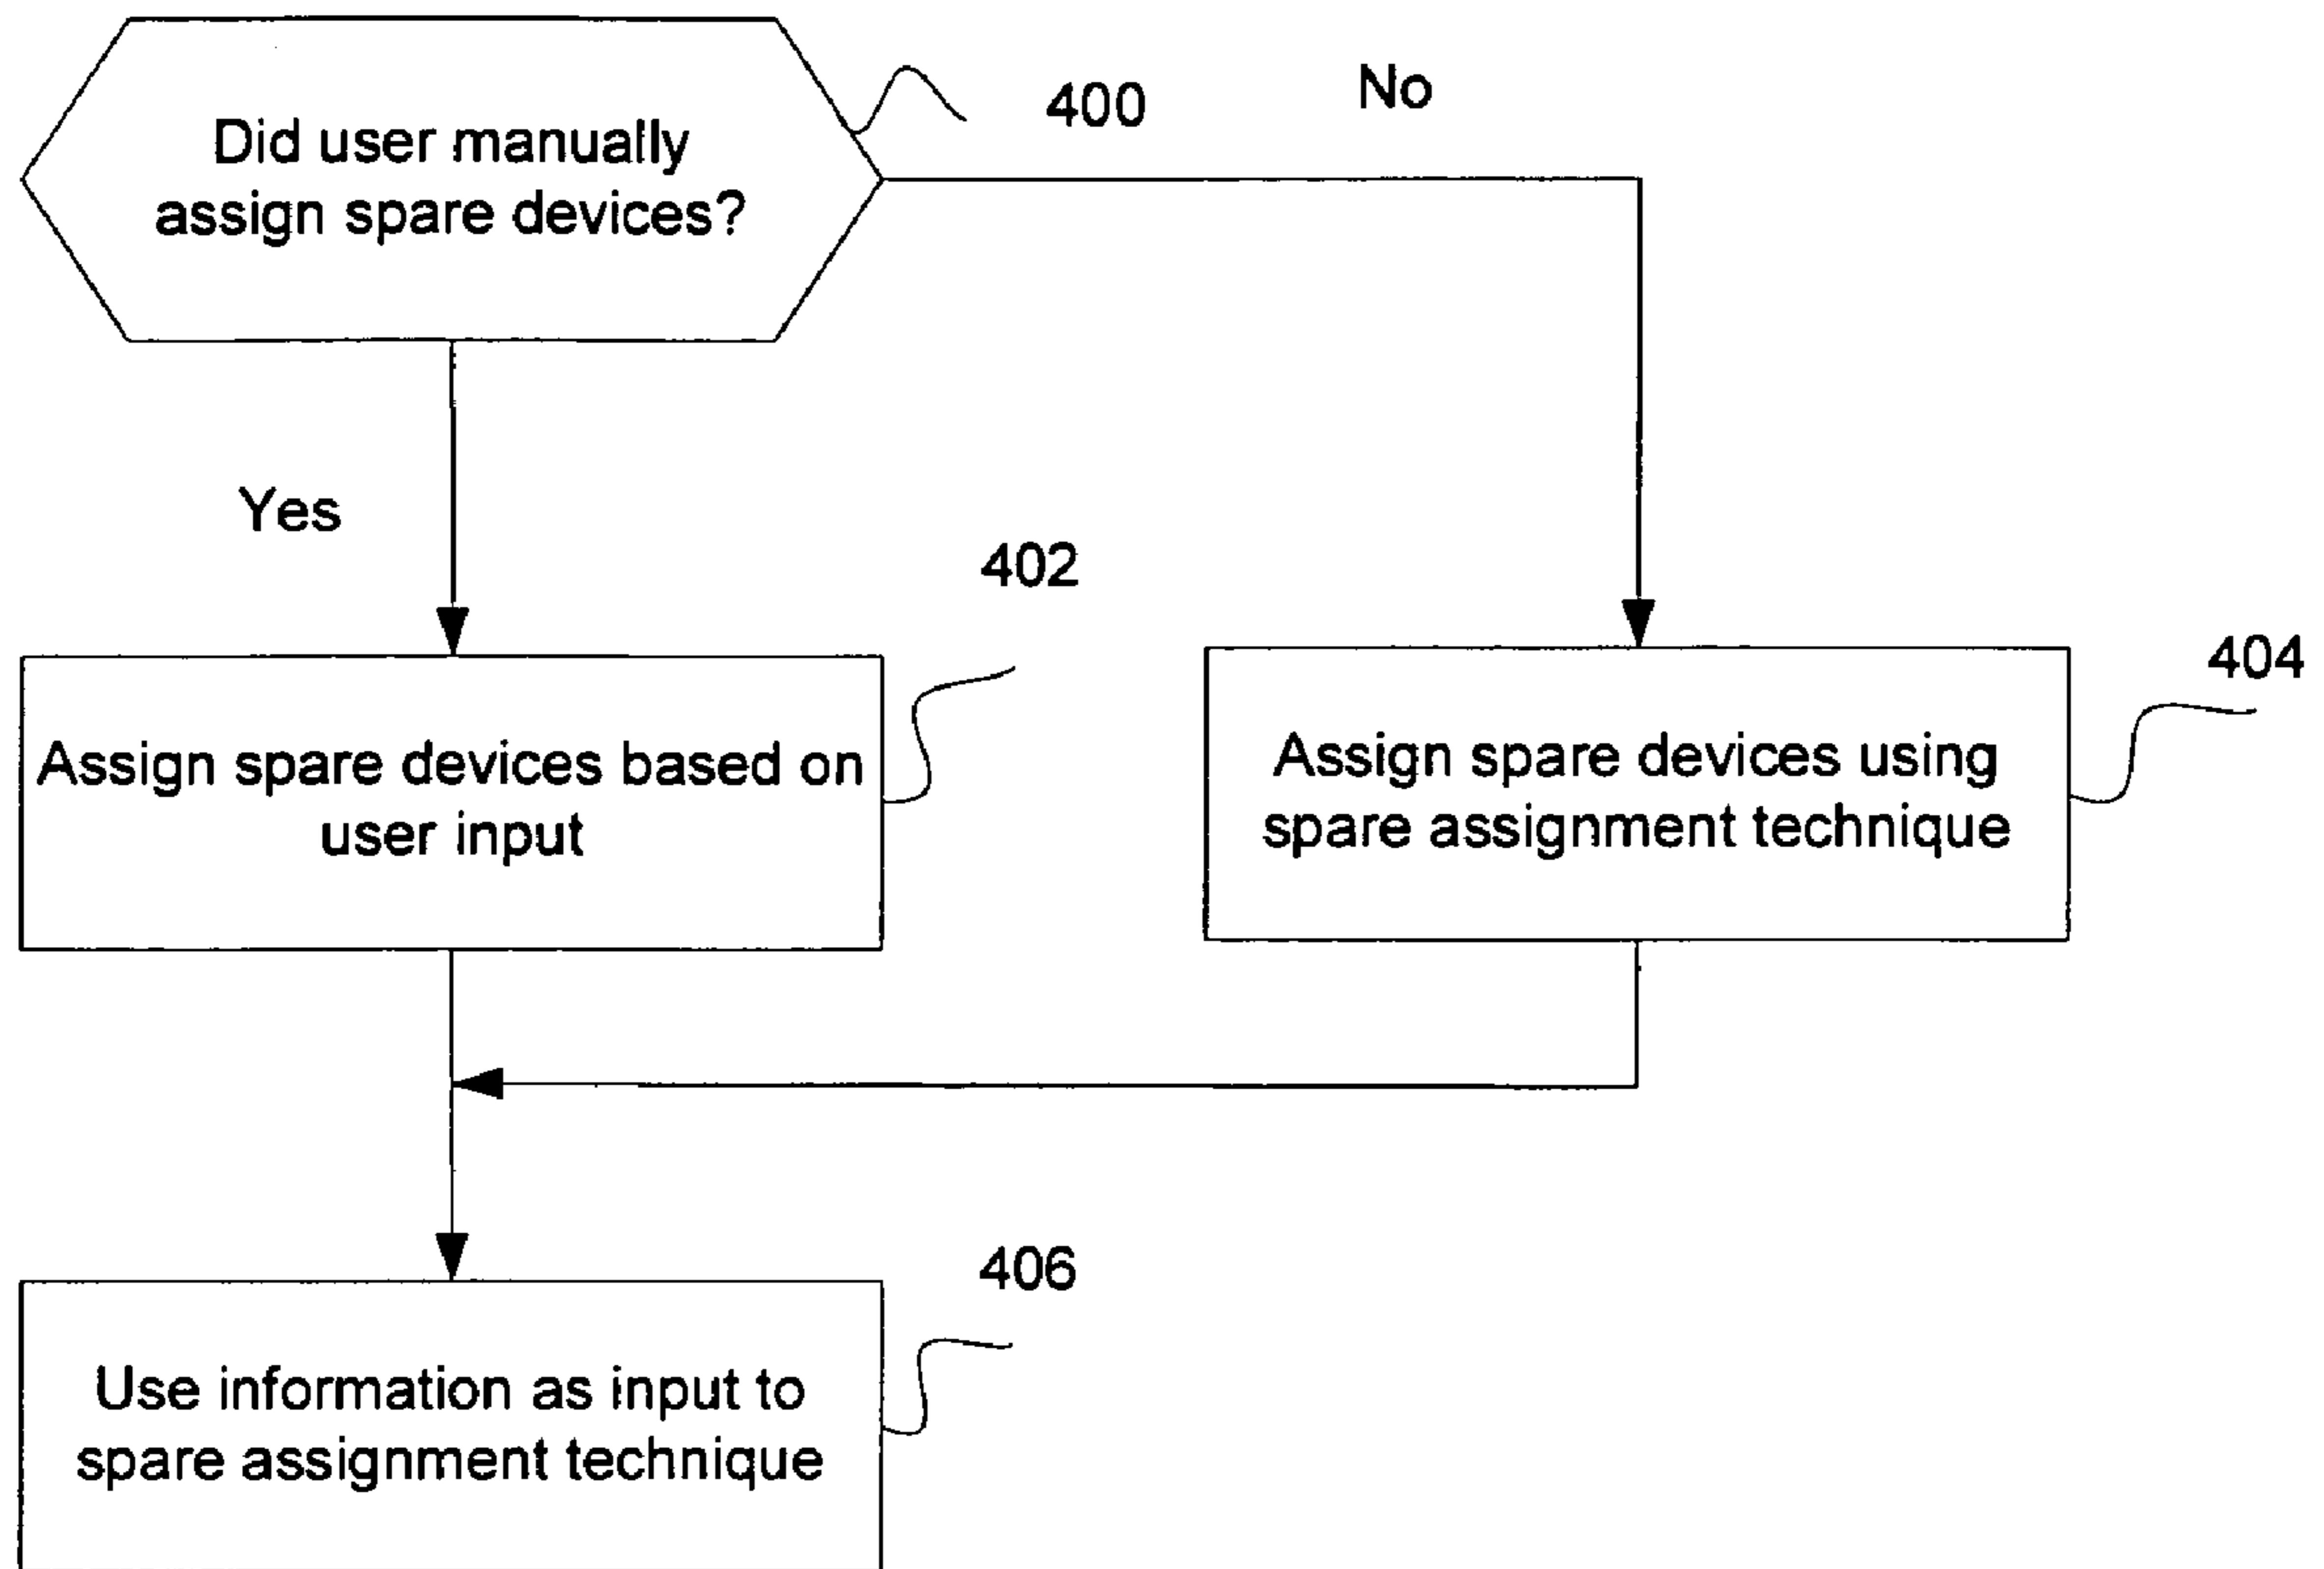 Did user manually
assign spare devices?
400
No
Yes
402
Assign spare devices based on
user input
404
Assign spare devices using
spare assignment technique
406
Use information as input to
spare assignment technique